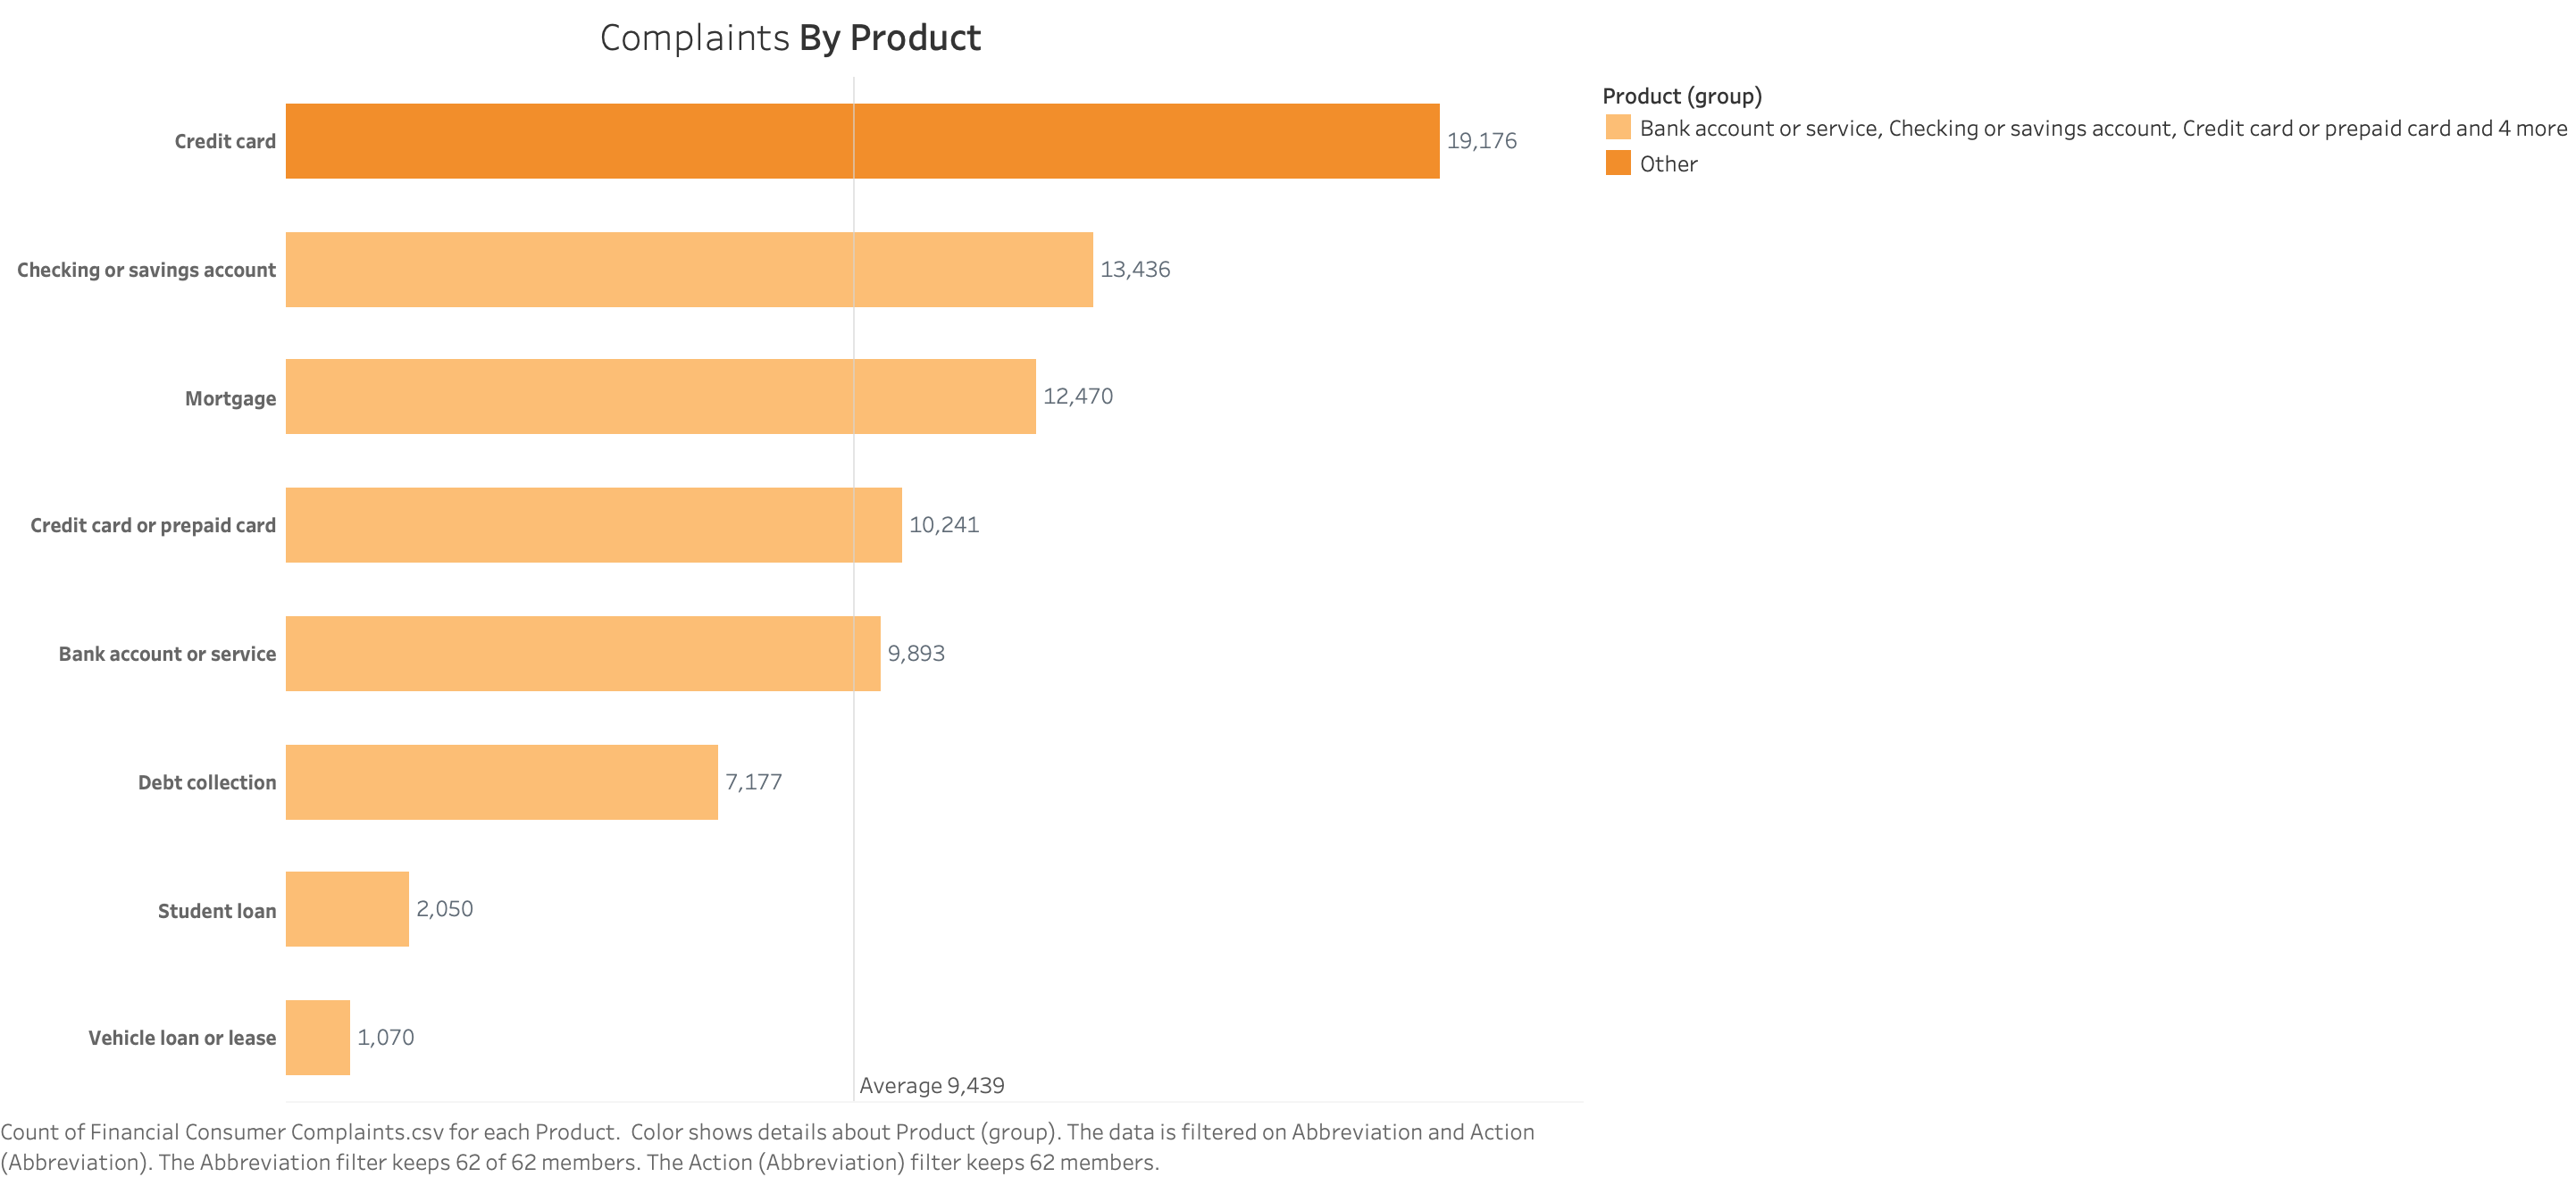 Complaints By Product
Product (group)
Bank account or service, Checking or savings account, Credit card or prepaid card and 4 more
Other
Credit card 19,176
Checking or savings account 13,436
Mortgage 12,470
Credit card or prepaid card 10,241
Bank account or service 9,893
Debt collection 7,177
Student loan 2,050
Vehicle loan or lease 1,070
Average 9,439
Count of Financial Consumer Complaints.csv for each Product.  Color shows details about Product (group). The data is filtered on Abbreviation and Action
(Abbreviation). The Abbreviation filter keeps 62 of 62 members. The Action (Abbreviation) filter keeps 62 members.